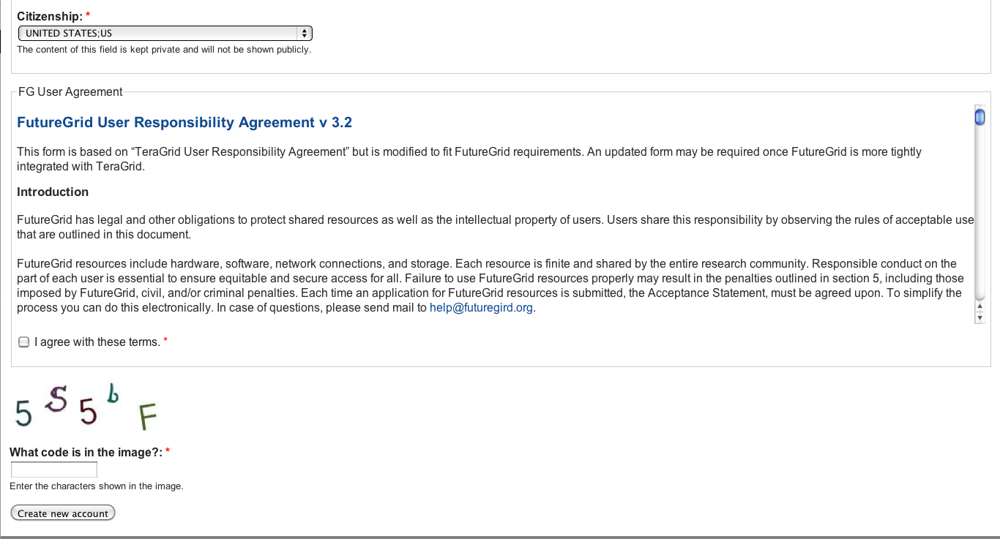 Citizenship: *
UNITED STATES;US
The content of this field is kept private and will not be shown publicly.
FG User Agreement
FutureGrid User Responsibility Agreement v 3.2
This form is based on “TeraGrid User Responsibility Agreement” but is modified to fit FutureGrid requirements. An updated form may be required once FutureGrid is more tightly
integrated with TeraGrid.
Introduction
FutureGrid has legal and other obligations to protect shared resources as well as the intellectual property of users. Users share this responsibility by observing the rules of acceptable use
that are outlined in this document.
FutureGrid resources include hardware, software, network connections, and storage. Each resource is finite and shared by the entire research community. Responsible conduct on the
part of each user is essential to ensure equitable and secure access for all. Failure to use FutureGrid resources properly may result in the penalties outlined in section 5, including those
imposed by FutureGrid, civil, and/or criminal penalties. Each time an application for FutureGrid resources is submitted, the Acceptance Statement, must be agreed upon. To simplify the
process you can do this electronically. In case of questions, please send mail to help@futuregird.org.
I agree with these terms. *
5 S 5 b F
What code is in the image?: *
Enter the characters shown in the image.
Create new account